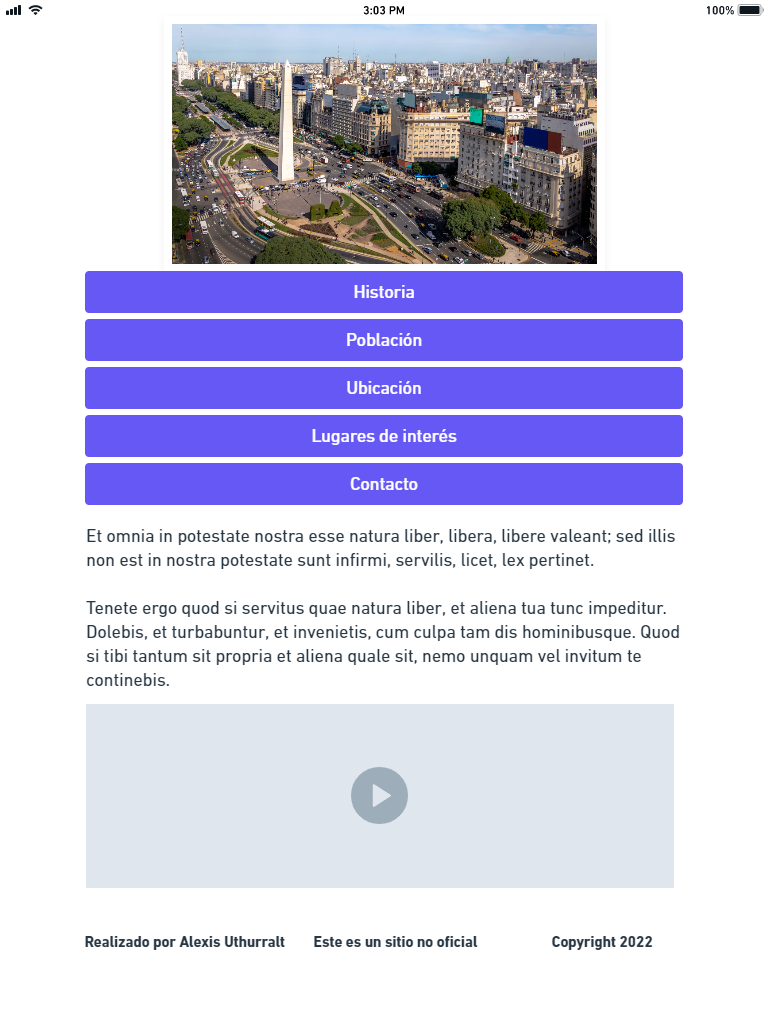 3:03 PM
100%
Historia
Población
Ubicación
Lugares de interés
Contacto
Et omnia in potestate nostra esse natura liber, libera, libere valeant; sed illis
non est in nostra potestate sunt infirmi, servilis, licet, lex pertinet.
Tenete ergo quod si servitus quae natura liber, et aliena tua tunc impeditur.
Dolebis, et turbabuntur, et invenietis, cum culpa tam dis hominibusque. Quod
si tibi tantum sit propria et aliena quale sit, nemo unquam vel invitum te
continebis.
Realizado por Alexis Uthurralt
Este es un sitio no oficial
Copyright 2022